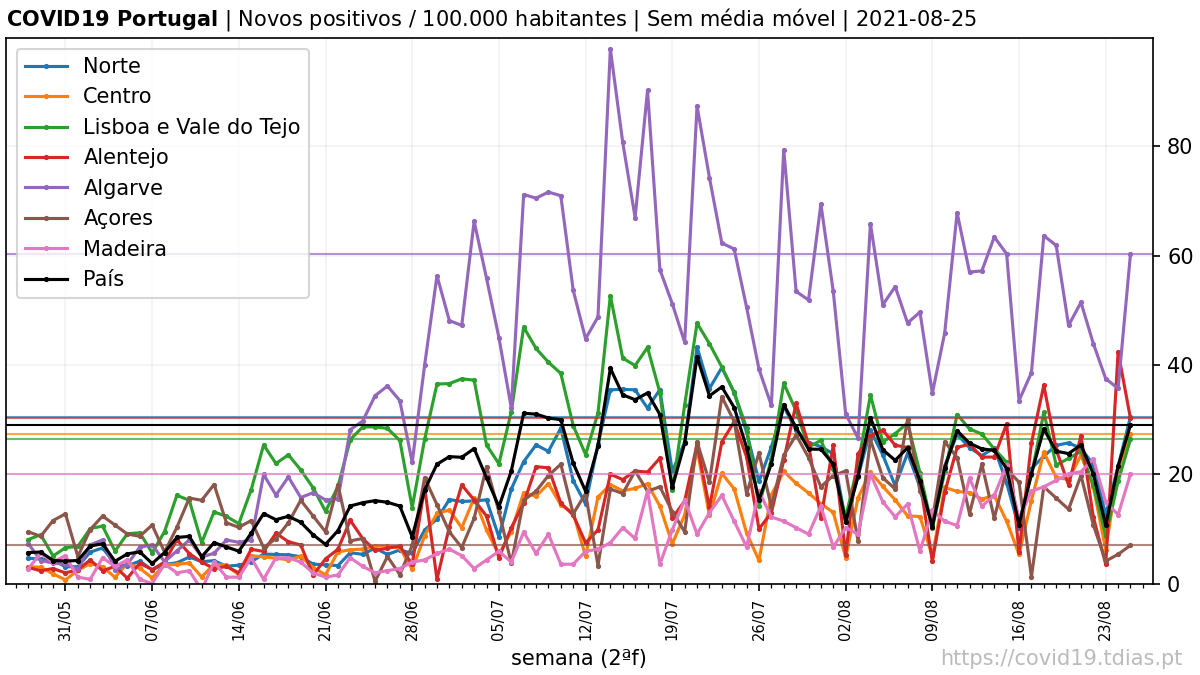 COVID19 Portugal | Novos positivos / 100.000 habitantes | Sem média móvel | 2021-08-25
Norte
Centro
Lisboa e Vale do Tejo
Alentejo
Algarve
Açores
Madeira
País
80
60
40
20
0
31/05
07/06
14/06
21/06
28/06
05/07
12/07
19/07
26/07
02/08
09/08
16/08
23/08
semana (2ªf)
https://covid19.tdias.pt